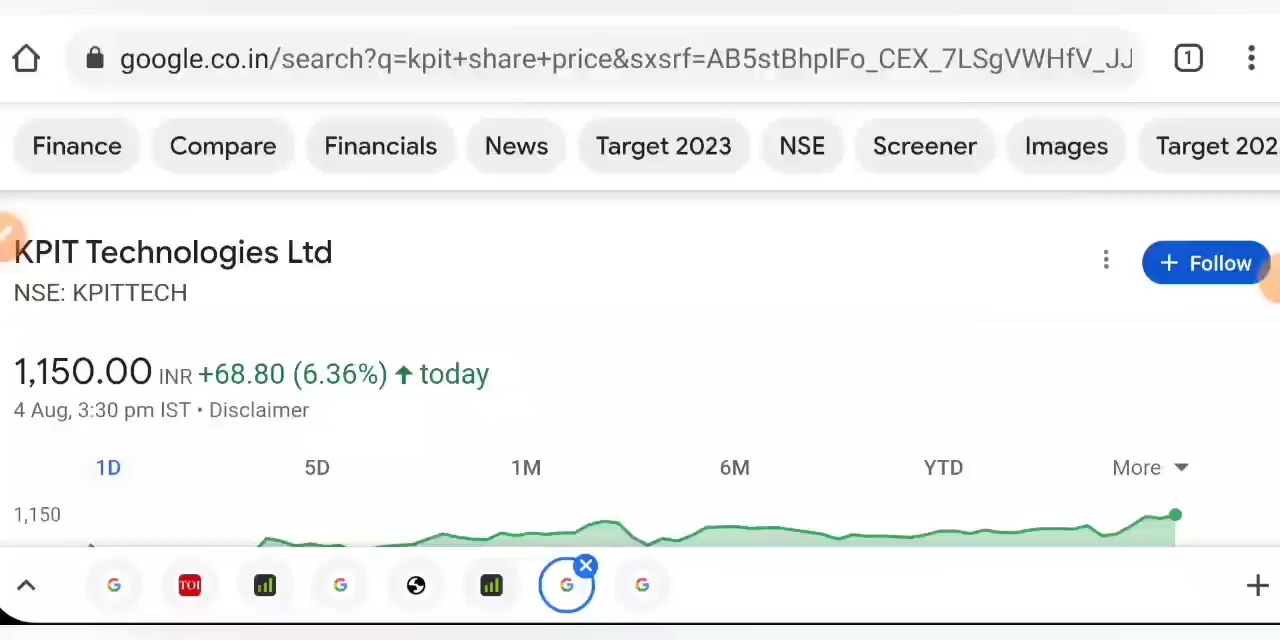 google.co.in/search?q=kpit+share+price&sxsrf=AB5stBhplFo_CEX_7LSgVWHfV_JJ
1
Finance Compare Financials News Target 2023 NSE Screener Images Target 202
KPIT Technologies Ltd
+ Follow
NSE: KPITTECH
1,150.00 INR +68.80 (6.36%) ↑ today
4 Aug, 3:30 pm IST • Disclaimer
1D 5D 1M 6M YTD More
1,150
G TOI G G G